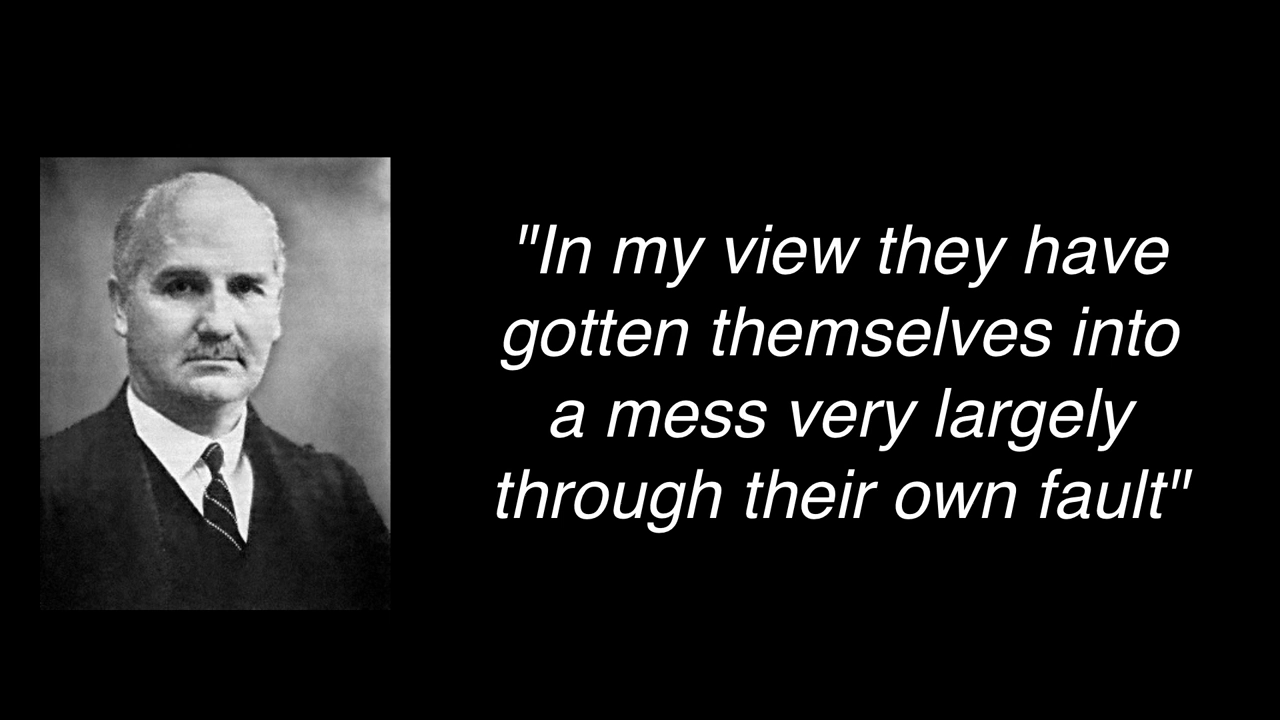 "In my view they have
gotten themselves into
a mess very largely
through their own fault"